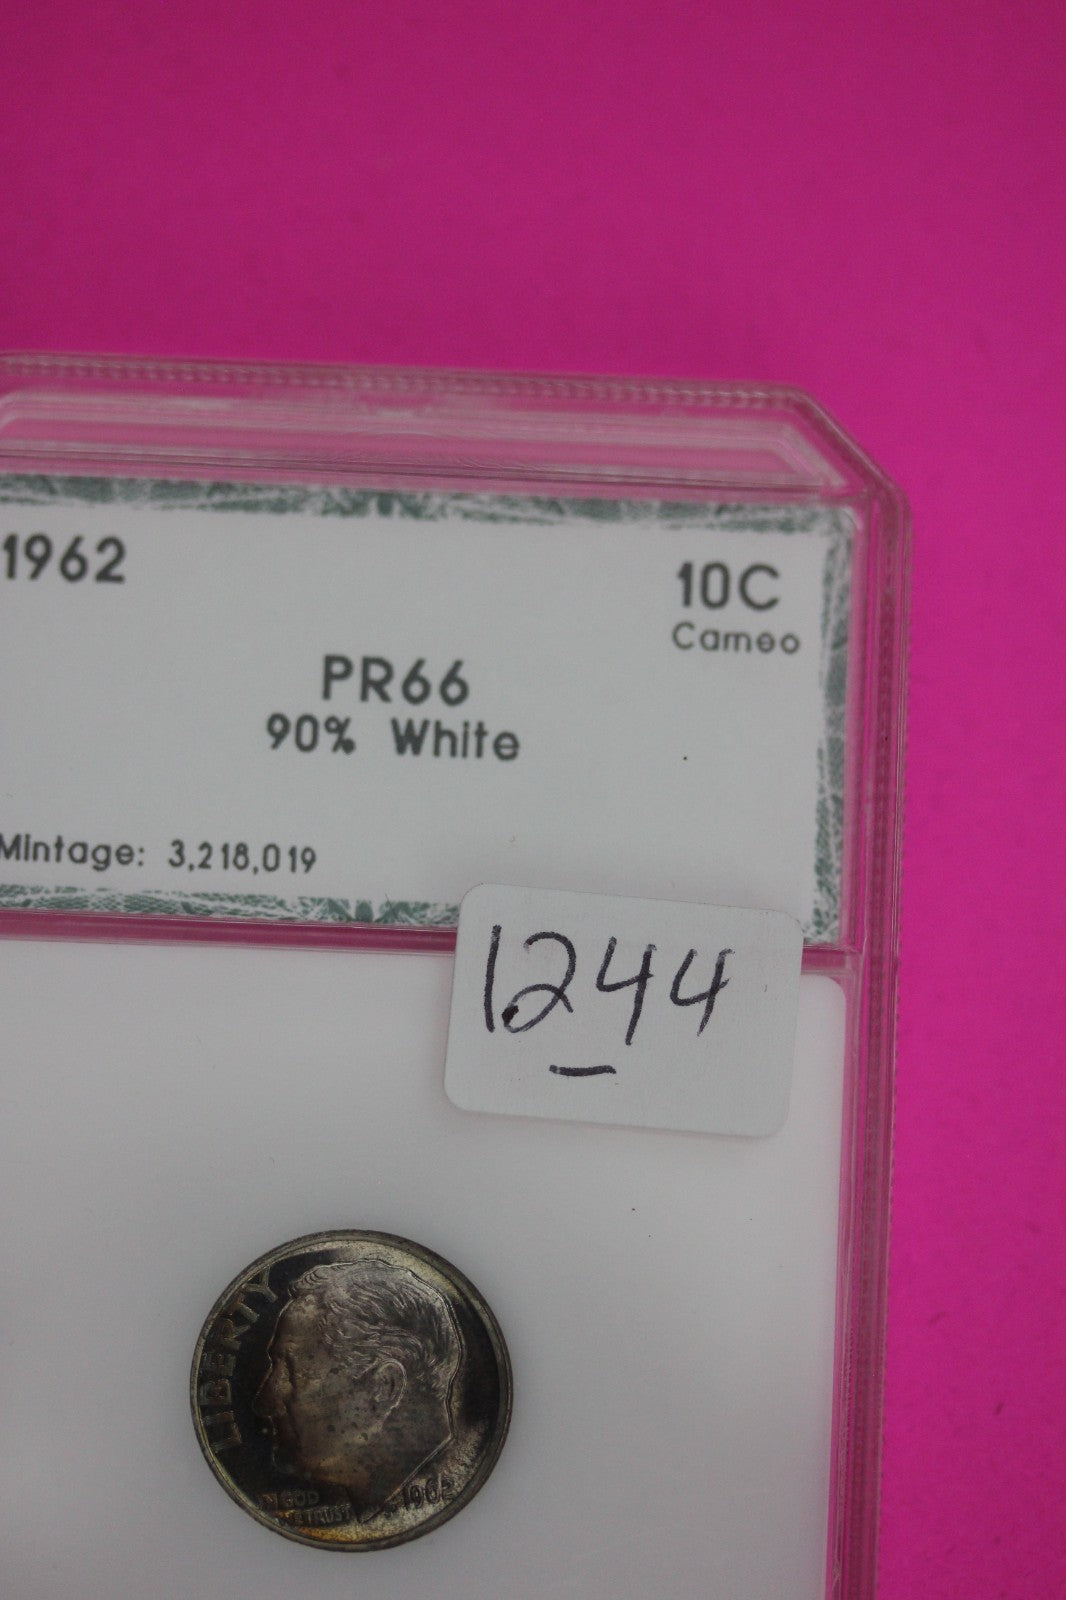 1962
10C
Cameo
PR66
90% White
Mintage: 3,218,019
1244
LIBERTY
IN GOD
WE TRUST
1962